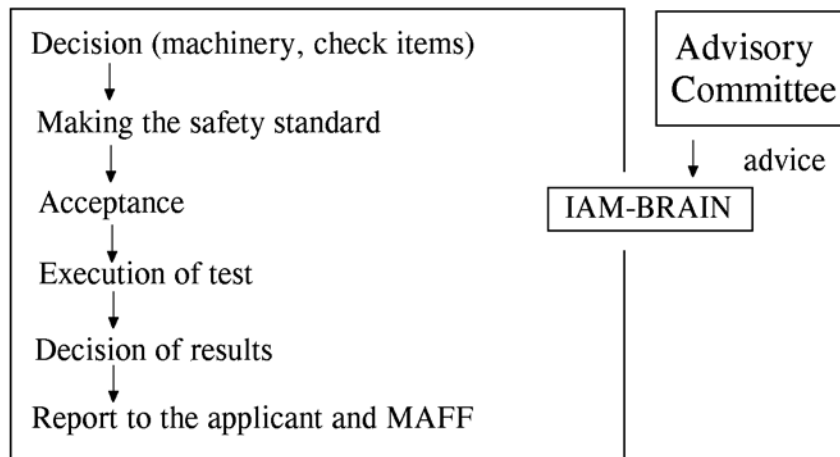 Decision (machinery, check items)
Making the safety standard
Acceptance
Execution of test
Decision of results
Report to the applicant and MAFF
Advisory
Committee
advice
IAM-BRAIN